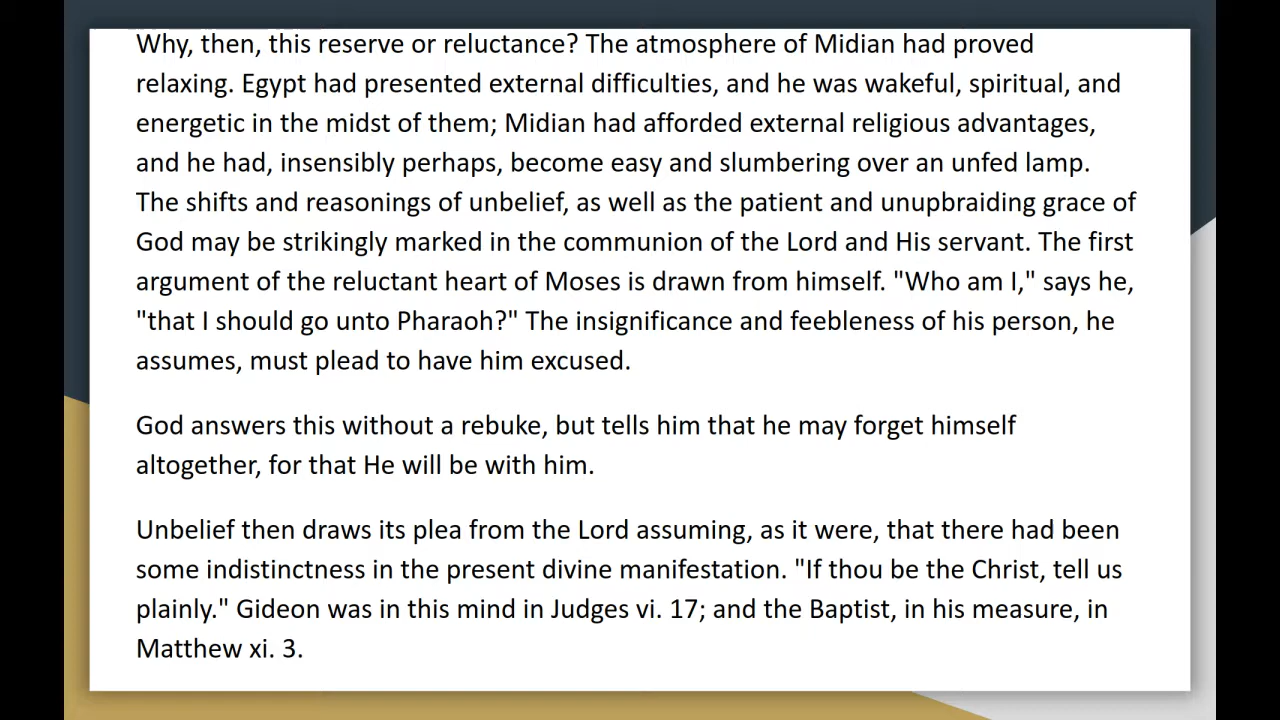 Why, then, this reserve or reluctance? The atmosphere of Midian had proved
relaxing. Egypt had presented external difficulties, and he was wakeful, spiritual, and
energetic in the midst of them; Midian had afforded external religious advantages,
and he had, insensibly perhaps, become easy and slumbering over an unfed lamp.
The shifts and reasonings of unbelief, as well as the patient and unupbraiding grace of
God may be strikingly marked in the communion of the Lord and His servant. The first
argument of the reluctant heart of Moses is drawn from himself. "Who am I," says he,
"that I should go unto Pharaoh?" The insignificance and feebleness of his person, he
assumes, must plead to have him excused.
God answers this without a rebuke, but tells him that he may forget himself
altogether, for that He will be with him.
Unbelief then draws its plea from the Lord assuming, as it were, that there had been
some indistinctness in the present divine manifestation. "If thou be the Christ, tell us
plainly." Gideon was in this mind in Judges vi. 17; and the Baptist, in his measure, in
Matthew xi. 3.